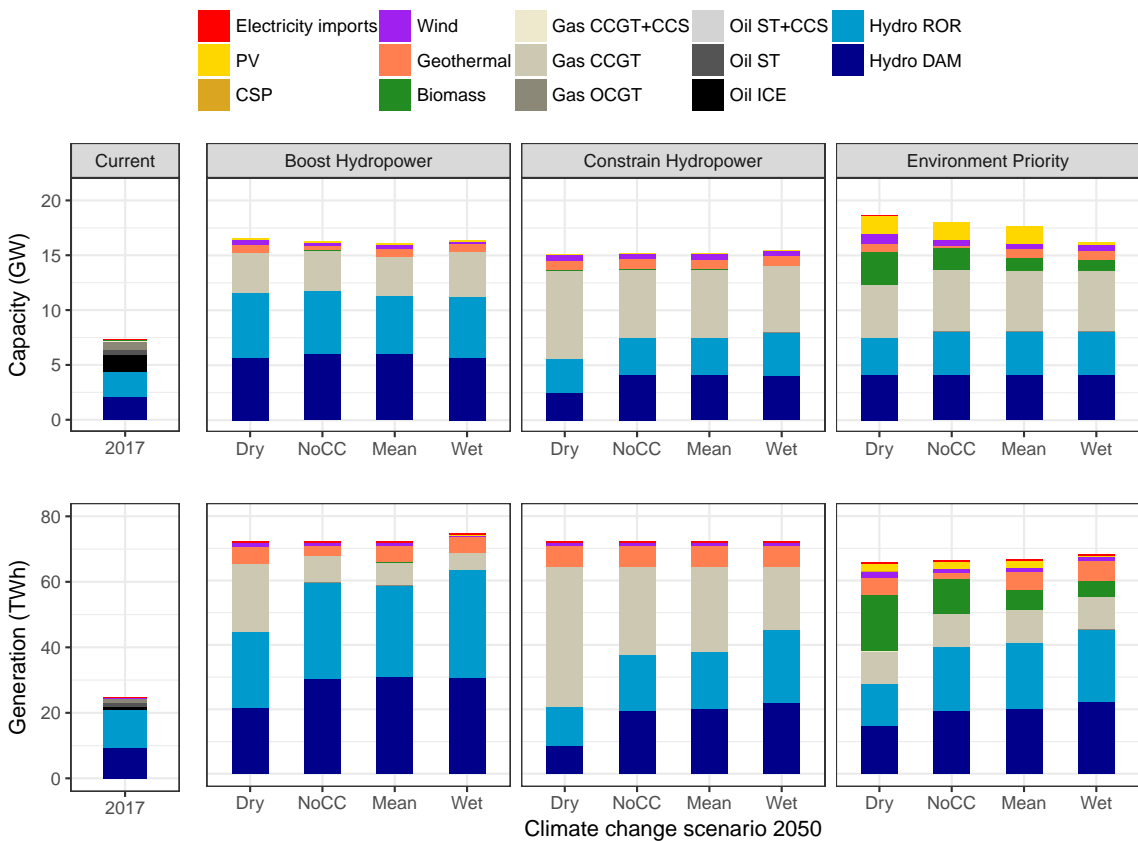 Electricity imports Wind Gas CCGT+CCS Oil ST+CCS Hydro ROR
PV Geothermal Gas CCGT Oil ST Hydro DAM
CSP Biomass Gas OCGT Oil ICE
Current Boost Hydropower Constrain Hydropower Environment Priority
Capacity (GW)
20
15
10
5
0
2017 Dry NoCC Mean Wet Dry NoCC Mean Wet Dry NoCC Mean Wet
Generation (TWh)
80
60
40
20
0
2017 Dry NoCC Mean Wet Dry NoCC Mean Wet Dry NoCC Mean Wet
Climate change scenario 2050